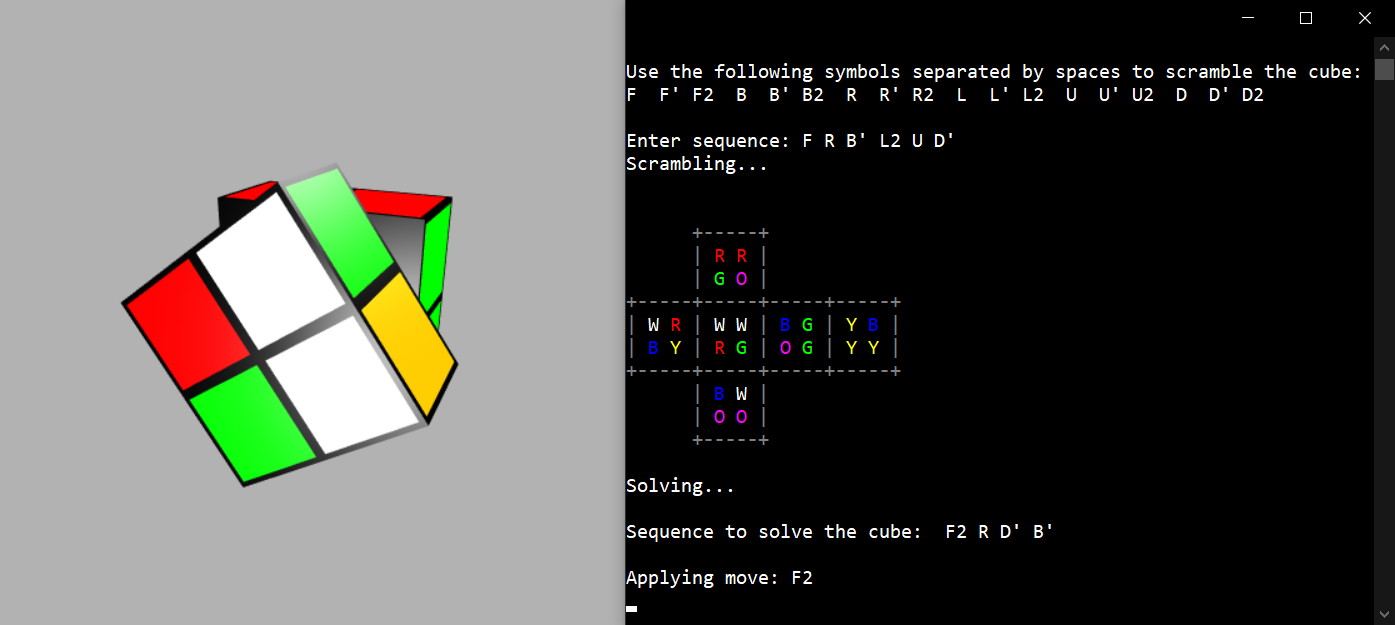 Use the following symbols separated by spaces to scramble the cube:
F  F' F2  B  B' B2  R  R' R2  L  L' L2  U  U' U2  D  D' D2
Enter sequence: F R B' L2 U D'
Scrambling...
      +-----+
      | R R |
      | G O |
+-----+-----+-----+-----+
| W R | W W | B G | Y B |
| B Y | R G | O G | Y Y |
+-----+-----+-----+-----+
      | B W |
      | O O |
      +-----+
Solving...
Sequence to solve the cube:  F2 R D' B'
Applying move: F2